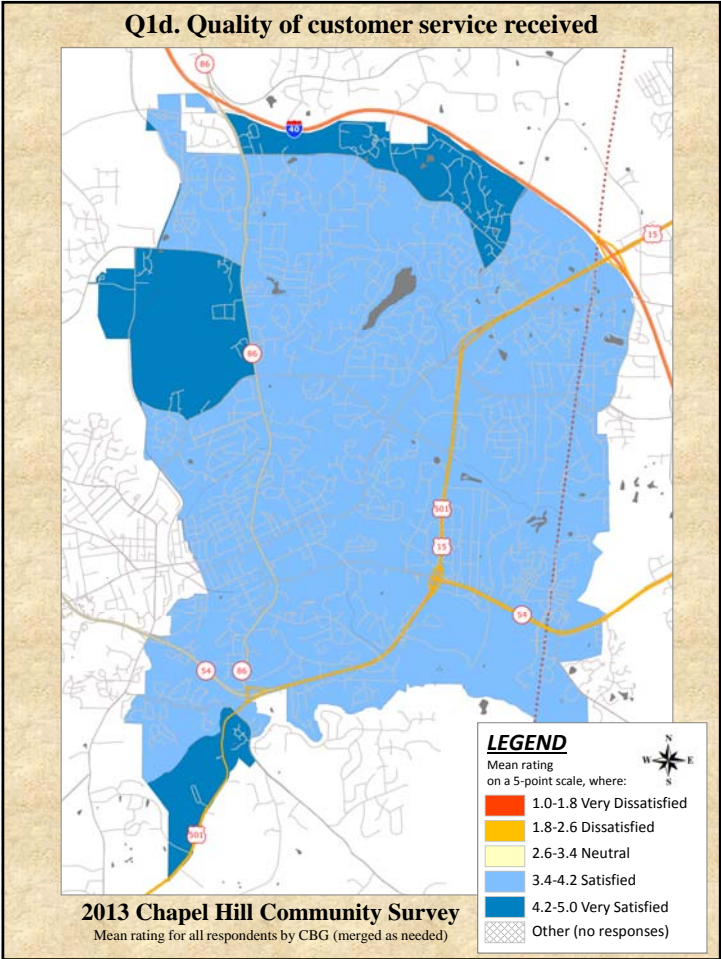 Q1d. Quality of customer service received
86
40
15
86
501
15
54
54
86
501
LEGEND
Mean rating
on a 5-point scale, where:
N
W E
S
1.0-1.8 Very Dissatisfied
1.8-2.6 Dissatisfied
2.6-3.4 Neutral
3.4-4.2 Satisfied
4.2-5.0 Very Satisfied
Other (no responses)
2013 Chapel Hill Community Survey
Mean rating for all respondents by CBG (merged as needed)